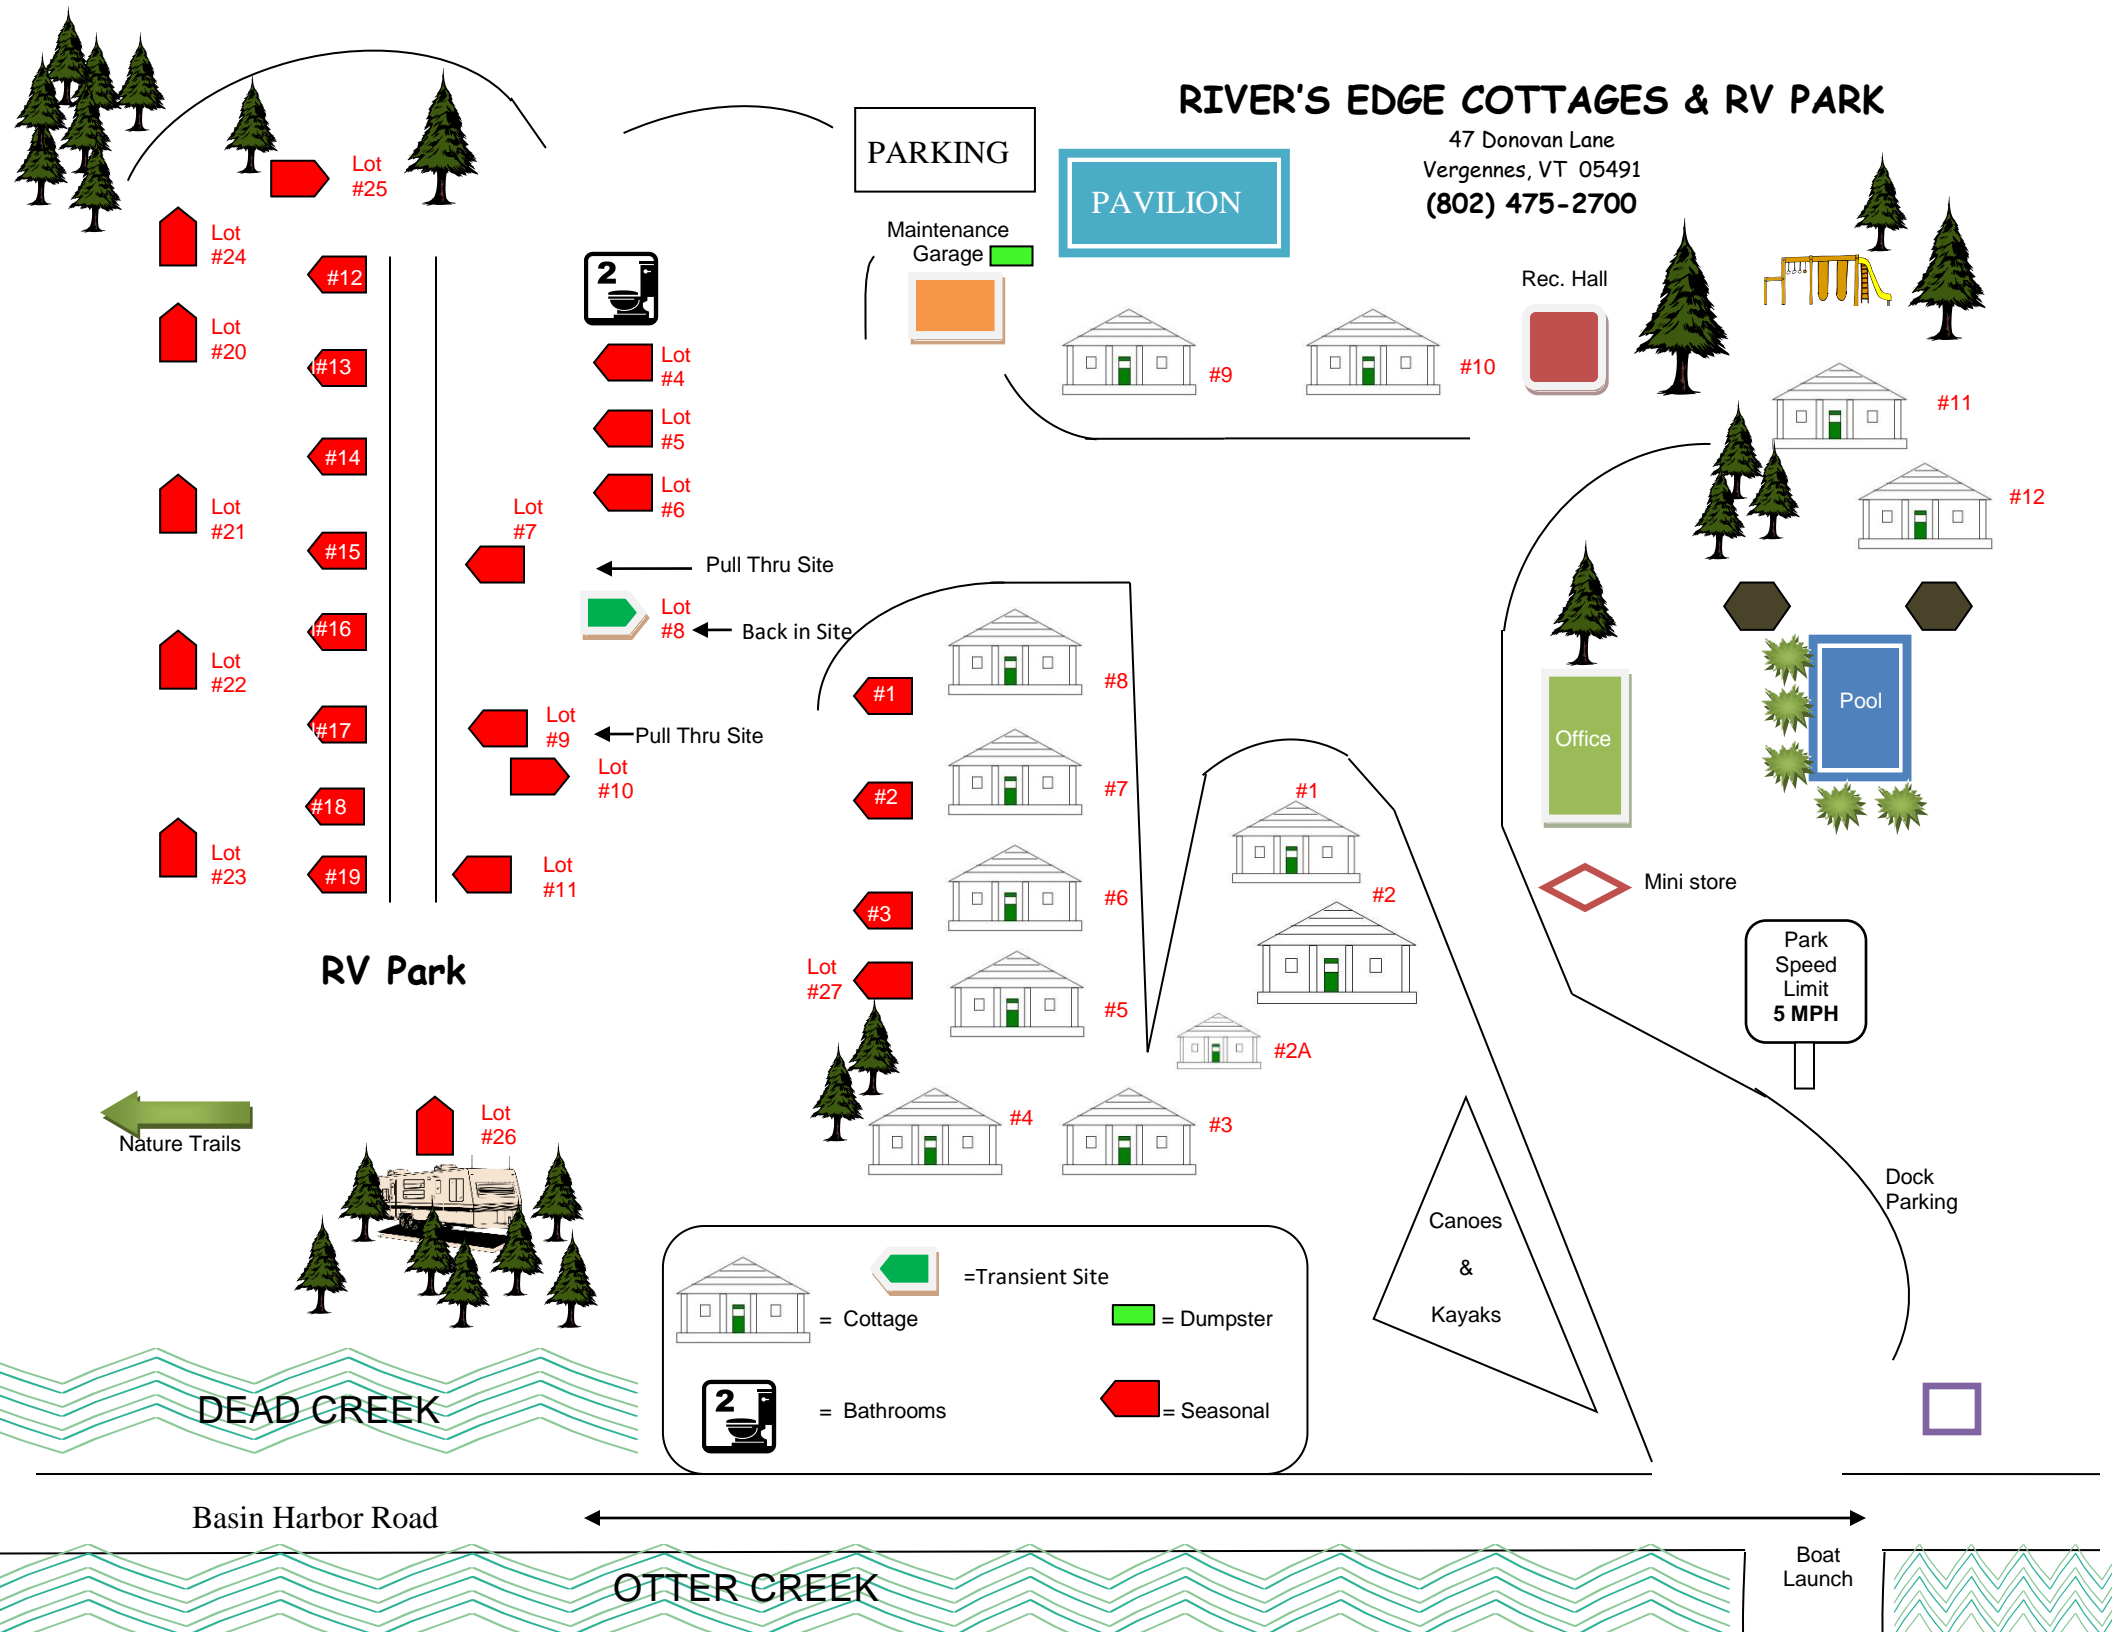 RIVER'S EDGE COTTAGES & RV PARK
47 Donovan Lane
Vergennes, VT 05491
(802) 475-2700
PARKING
PAVILION
Maintenance
Garage
Rec. Hall
Lot
#25
Lot
#24
#12
2
Lot
#20
#13
Lot
#4
#9
#10
#11
Lot
#5
#14
Lot
#6
#12
Lot
#21
Lot
#7
#15
Pull Thru Site
Lot
#8
Back in Site
#16
Lot
#22
#1
#8
Pool
Lot
#9
Pull Thru Site
#17
Office
Lot
#10
#2
#7
#1
#18
Lot
#23
#19
Lot
#11
#3
#6
#2
Mini store
RV Park
Lot
#27
#5
Park
Speed
Limit
5 MPH
#2A
Nature Trails
Lot
#26
#4
#3
Dock
Parking
Canoes
&
Kayaks
=Transient Site
= Cottage
= Dumpster
2
= Bathrooms
= Seasonal
DEAD CREEK
Basin Harbor Road
Boat
Launch
OTTER CREEK